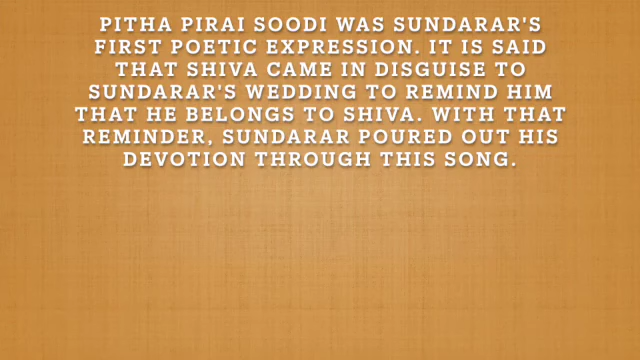 PITHA PIRAI SOODI WAS SUNDARAR'S
FIRST POETIC EXPRESSION. IT IS SAID
THAT SHIVA CAME IN DISGUISE TO
SUNDARAR'S WEDDING TO REMIND HIM
THAT HE BELONGS TO SHIVA. WITH THAT
REMINDER, SUNDARAR POURED OUT HIS
DEVOTION THROUGH THIS SONG.